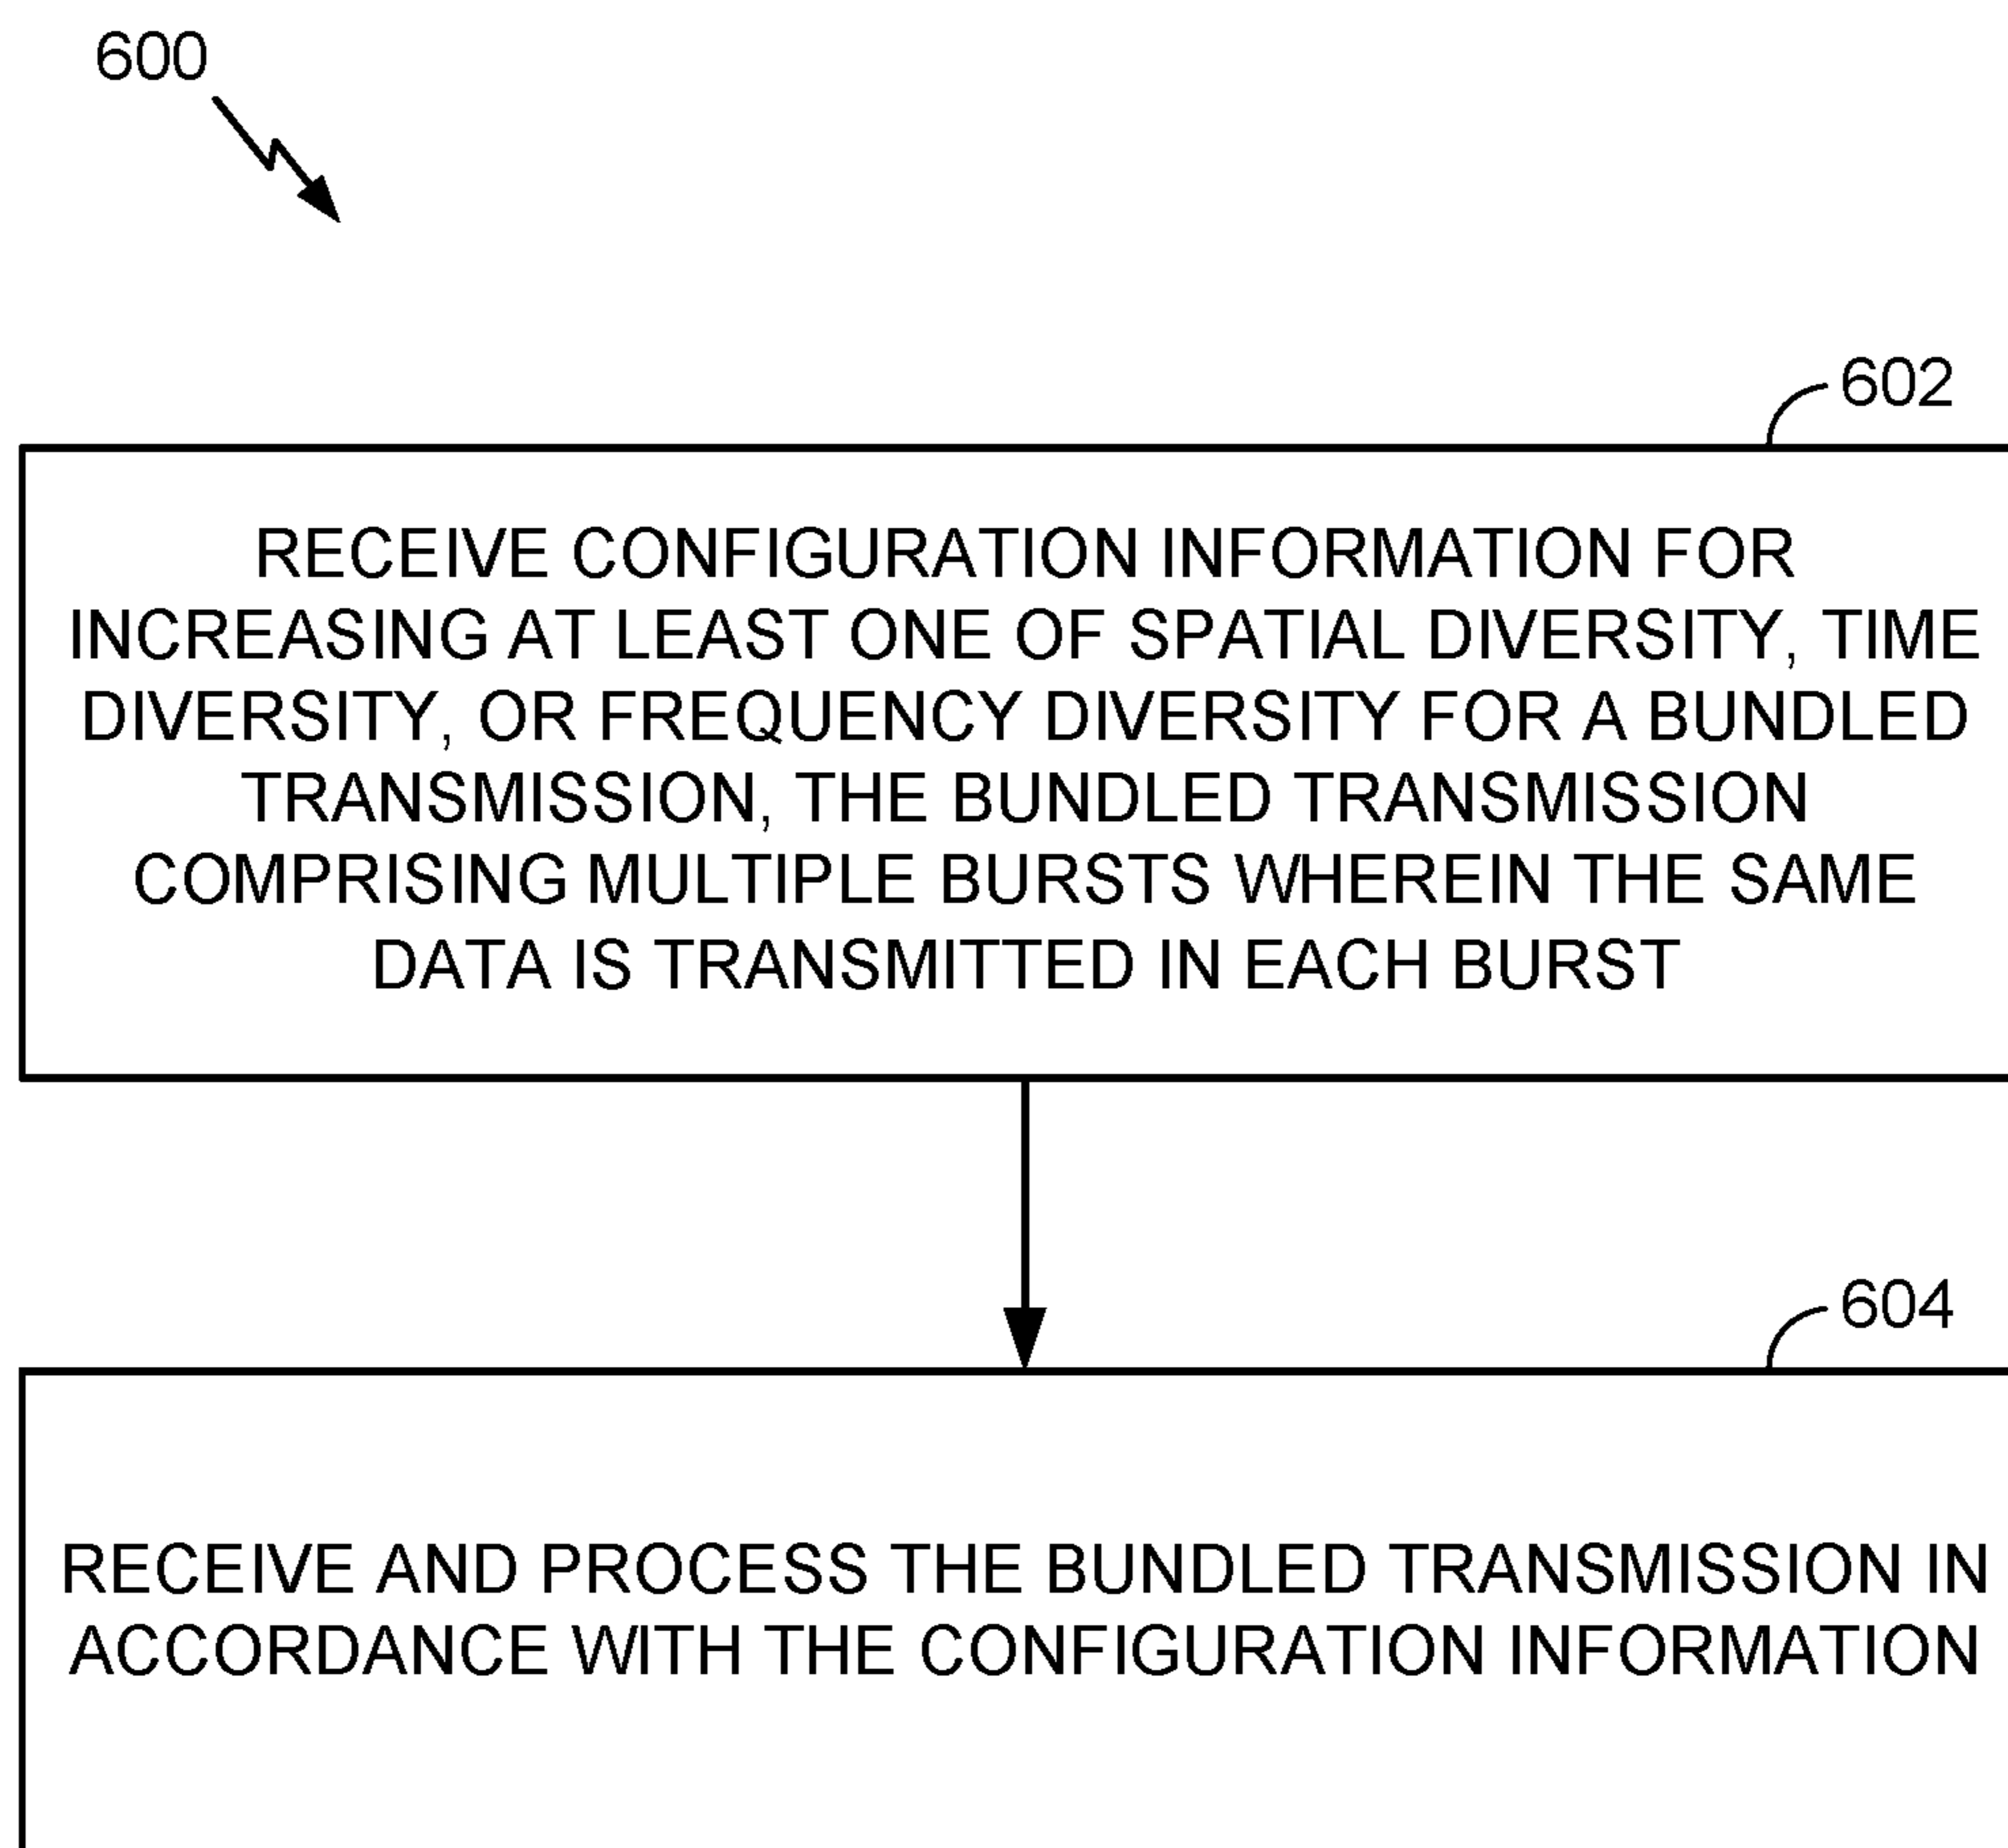 600
602
RECEIVE CONFIGURATION INFORMATION FOR
INCREASING AT LEAST ONE OF SPATIAL DIVERSITY, TIME
DIVERSITY, OR FREQUENCY DIVERSITY FOR A BUNDLED
TRANSMISSION, THE BUNDLED TRANSMISSION
COMPRISING MULTIPLE BURSTS WHEREIN THE SAME
DATA IS TRANSMITTED IN EACH BURST
604
RECEIVE AND PROCESS THE BUNDLED TRANSMISSION IN
ACCORDANCE WITH THE CONFIGURATION INFORMATION